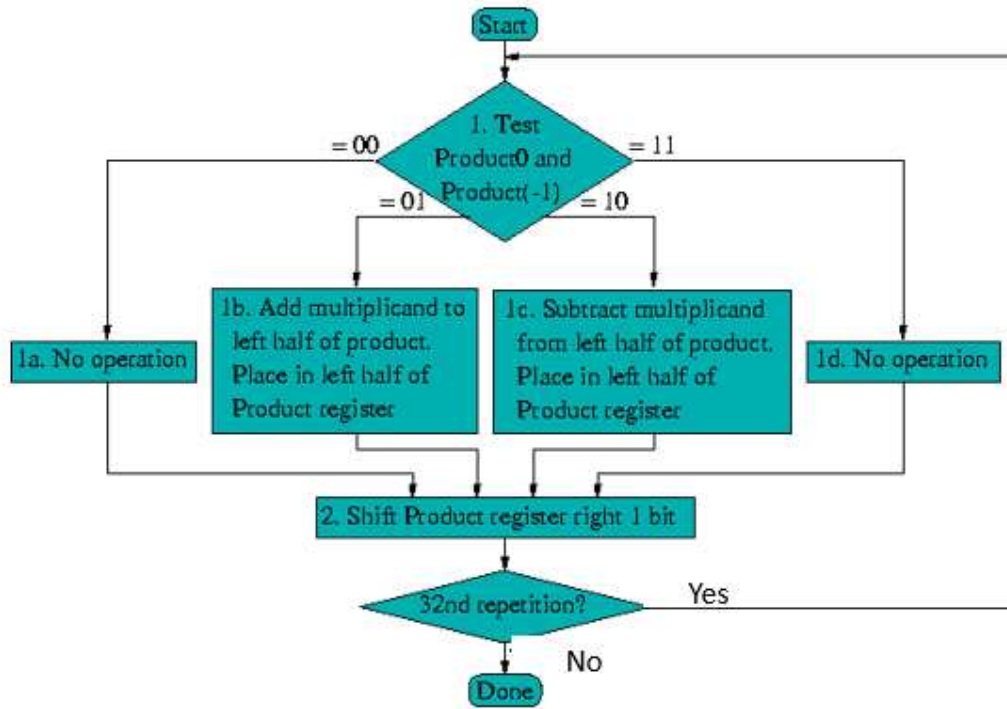 Start
1. Test
Product0 and
Product(-1)
= 00
= 11
= 01
= 10
1a. No operation
1b. Add multiplicand to
left half of product.
Place in left half of
Product register
1c. Subtract multiplicand
from left half of product.
Place in left half of
Product register
1d. No operation
2. Shift Product register right 1 bit
32nd repetition?
Yes
No
Done